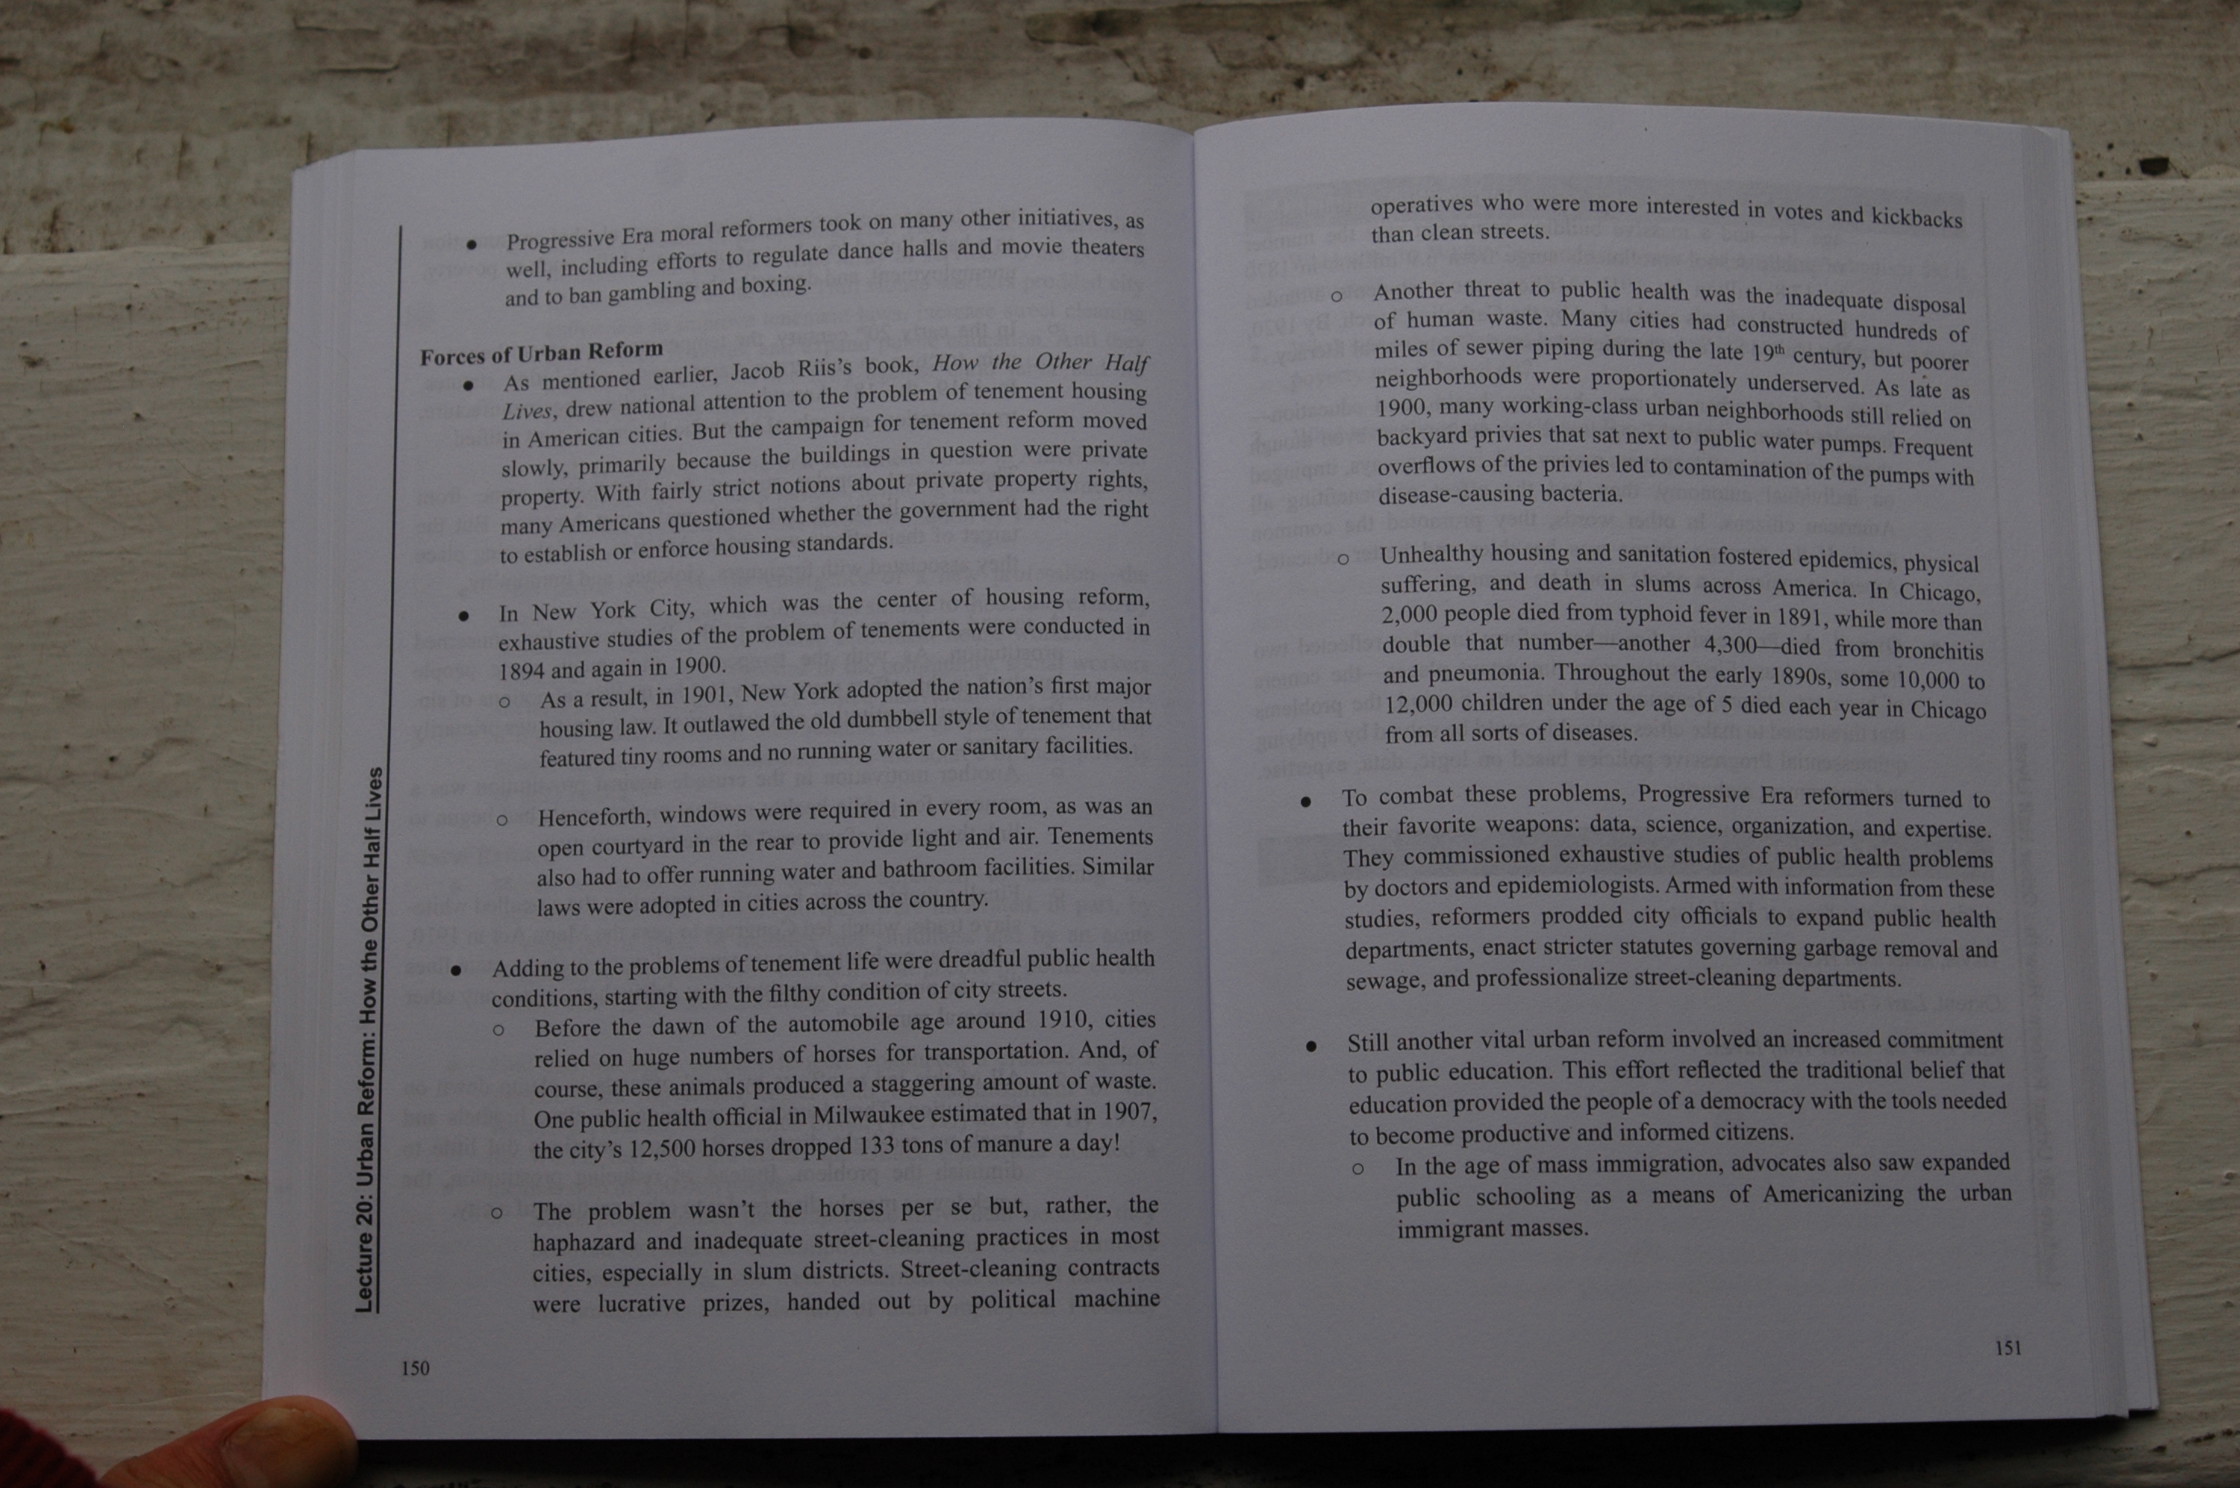 • Progressive Era moral reformers took on many other initiatives, as
well, including efforts to regulate dance halls and movie theaters
and to ban gambling and boxing.
Forces of Urban Reform
• As mentioned earlier, Jacob Riis’s book, How the Other Half
Lives, drew national attention to the problem of tenement housing
in American cities. But the campaign for tenement reform moved
slowly, primarily because the buildings in question were private
property. With fairly strict notions about private property rights,
many Americans questioned whether the government had the right
to establish or enforce housing standards.
• In New York City, which was the center of housing reform,
exhaustive studies of the problem of tenements were conducted in
1894 and again in 1900.
o As a result, in 1901, New York adopted the nation’s first major
housing law. It outlawed the old dumbbell style of tenement that
featured tiny rooms and no running water or sanitary facilities.
o Henceforth, windows were required in every room, as was an
open courtyard in the rear to provide light and air. Tenements
also had to offer running water and bathroom facilities. Similar
laws were adopted in cities across the country.
• Adding to the problems of tenement life were dreadful public health
conditions, starting with the filthy condition of city streets.
o Before the dawn of the automobile age around 1910, cities
relied on huge numbers of horses for transportation. And, of
course, these animals produced a staggering amount of waste.
One public health official in Milwaukee estimated that in 1907,
the city’s 12,500 horses dropped 133 tons of manure a day!
o The problem wasn’t the horses per se but, rather, the
haphazard and inadequate street-cleaning practices in most
cities, especially in slum districts. Street-cleaning contracts
were lucrative prizes, handed out by political machine
Lecture 20: Urban Reform: How the Other Half Lives
150
operatives who were more interested in votes and kickbacks
than clean streets.
o Another threat to public health was the inadequate disposal
of human waste. Many cities had constructed hundreds of
miles of sewer piping during the late 19th century, but poorer
neighborhoods were proportionately underserved. As late as
1900, many working-class urban neighborhoods still relied on
backyard privies that sat next to public water pumps. Frequent
overflows of the privies led to contamination of the pumps with
disease-causing bacteria.
o Unhealthy housing and sanitation fostered epidemics, physical
suffering, and death in slums across America. In Chicago,
2,000 people died from typhoid fever in 1891, while more than
double that number—another 4,300—died from bronchitis
and pneumonia. Throughout the early 1890s, some 10,000 to
12,000 children under the age of 5 died each year in Chicago
from all sorts of diseases.
• To combat these problems, Progressive Era reformers turned to
their favorite weapons: data, science, organization, and expertise.
They commissioned exhaustive studies of public health problems
by doctors and epidemiologists. Armed with information from these
studies, reformers prodded city officials to expand public health
departments, enact stricter statutes governing garbage removal and
sewage, and professionalize street-cleaning departments.
• Still another vital urban reform involved an increased commitment
to public education. This effort reflected the traditional belief that
education provided the people of a democracy with the tools needed
to become productive and informed citizens.
o In the age of mass immigration, advocates also saw expanded
public schooling as a means of Americanizing the urban
immigrant masses.
151